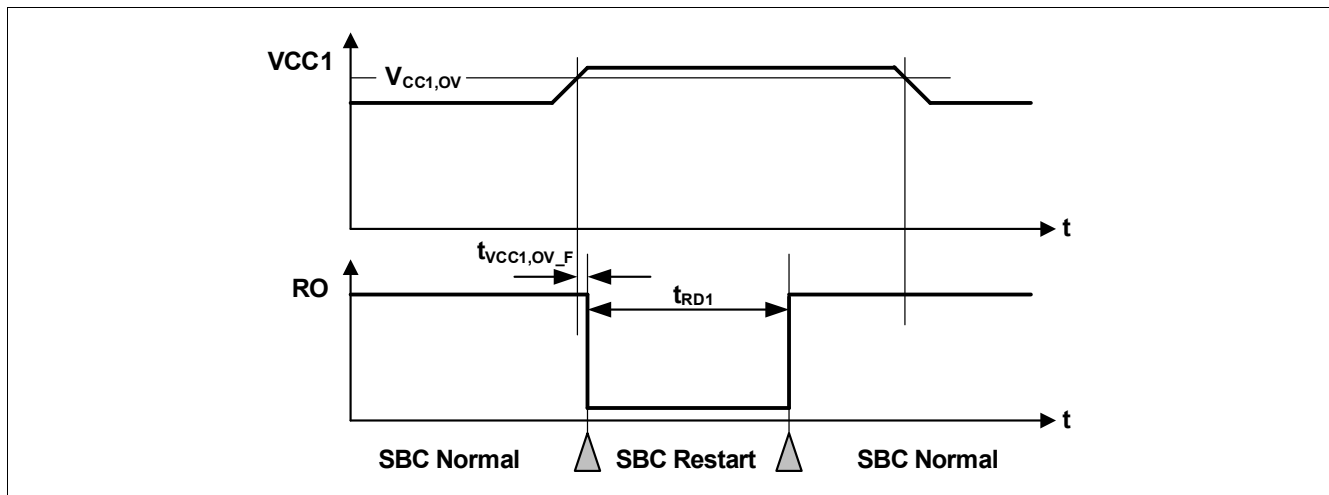 VCC1
VCC1,OV
t
tVCC1,OV_F
RO
tRD1
t
SBC Normal SBC Restart SBC Normal